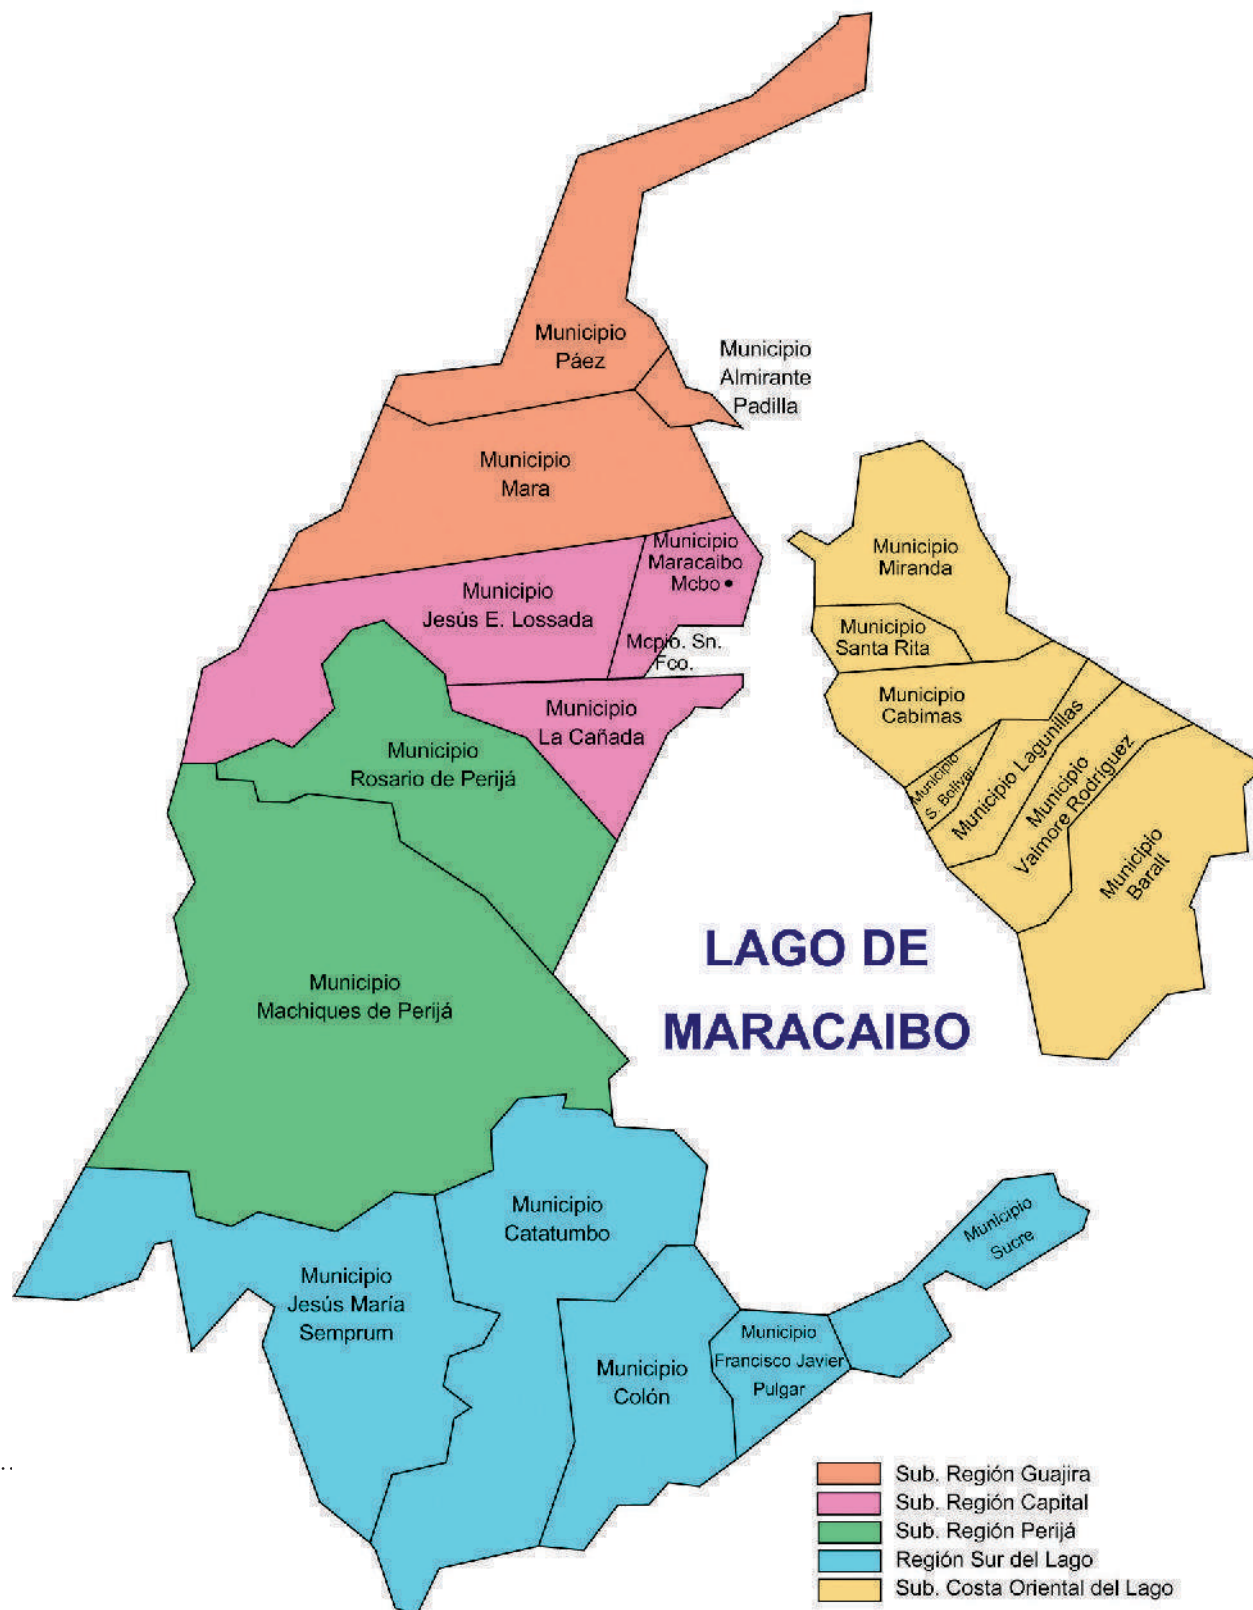 Municipio
Páez
Municipio
Almirante
Padilla
Municipio
Mara
Municipio
Maracaibo
Mcbo
Municipio
Jesús E. Lossada
Mcpio. Sn.
Fco.
Municipio
La Cañada
Municipio
Miranda
Municipio
Santa Rita
Municipio
Cabimas
Municipio
S. Bolívar
Municipio Lagunillas
Municipio
Valmore Rodríguez
Municipio
Baralt
Municipio
Rosario de Perijá
LAGO DE
MARACAIBO
Municipio
Machiques de Perijá
Municipio
Catatumbo
Municipio
Sucre
Municipio
Jesús María
Semprum
Municipio
Colón
Municipio
Francisco Javier
Pulgar
..
Sub. Región Guajira
Sub. Región Capital
Sub. Región Perijá
Región Sur del Lago
Sub. Costa Oriental del Lago